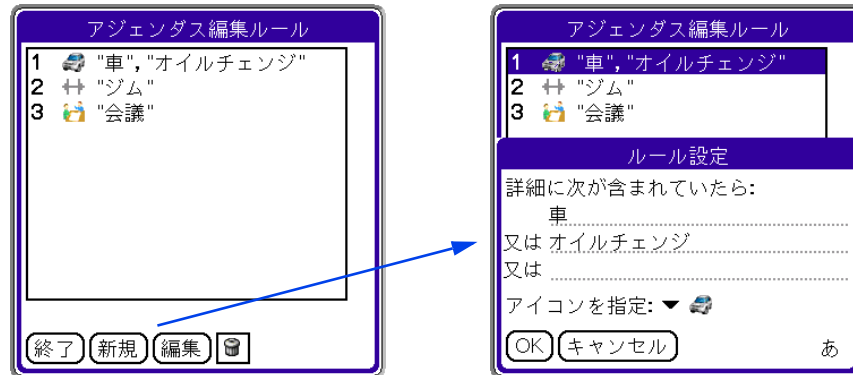 アジェンダス編集ルール
1 "車","オイルチェンジ"
2 "ジム"
3 "会議"
終了 新規 編集
アジェンダス編集ルール
1 "車","オイルチェンジ"
2 "ジム"
3 "会議"
ルール設定
詳細に次が含まれていたら:
車
又は オイルチェンジ
又は
アイコンを指定:
OK キャンセル あ